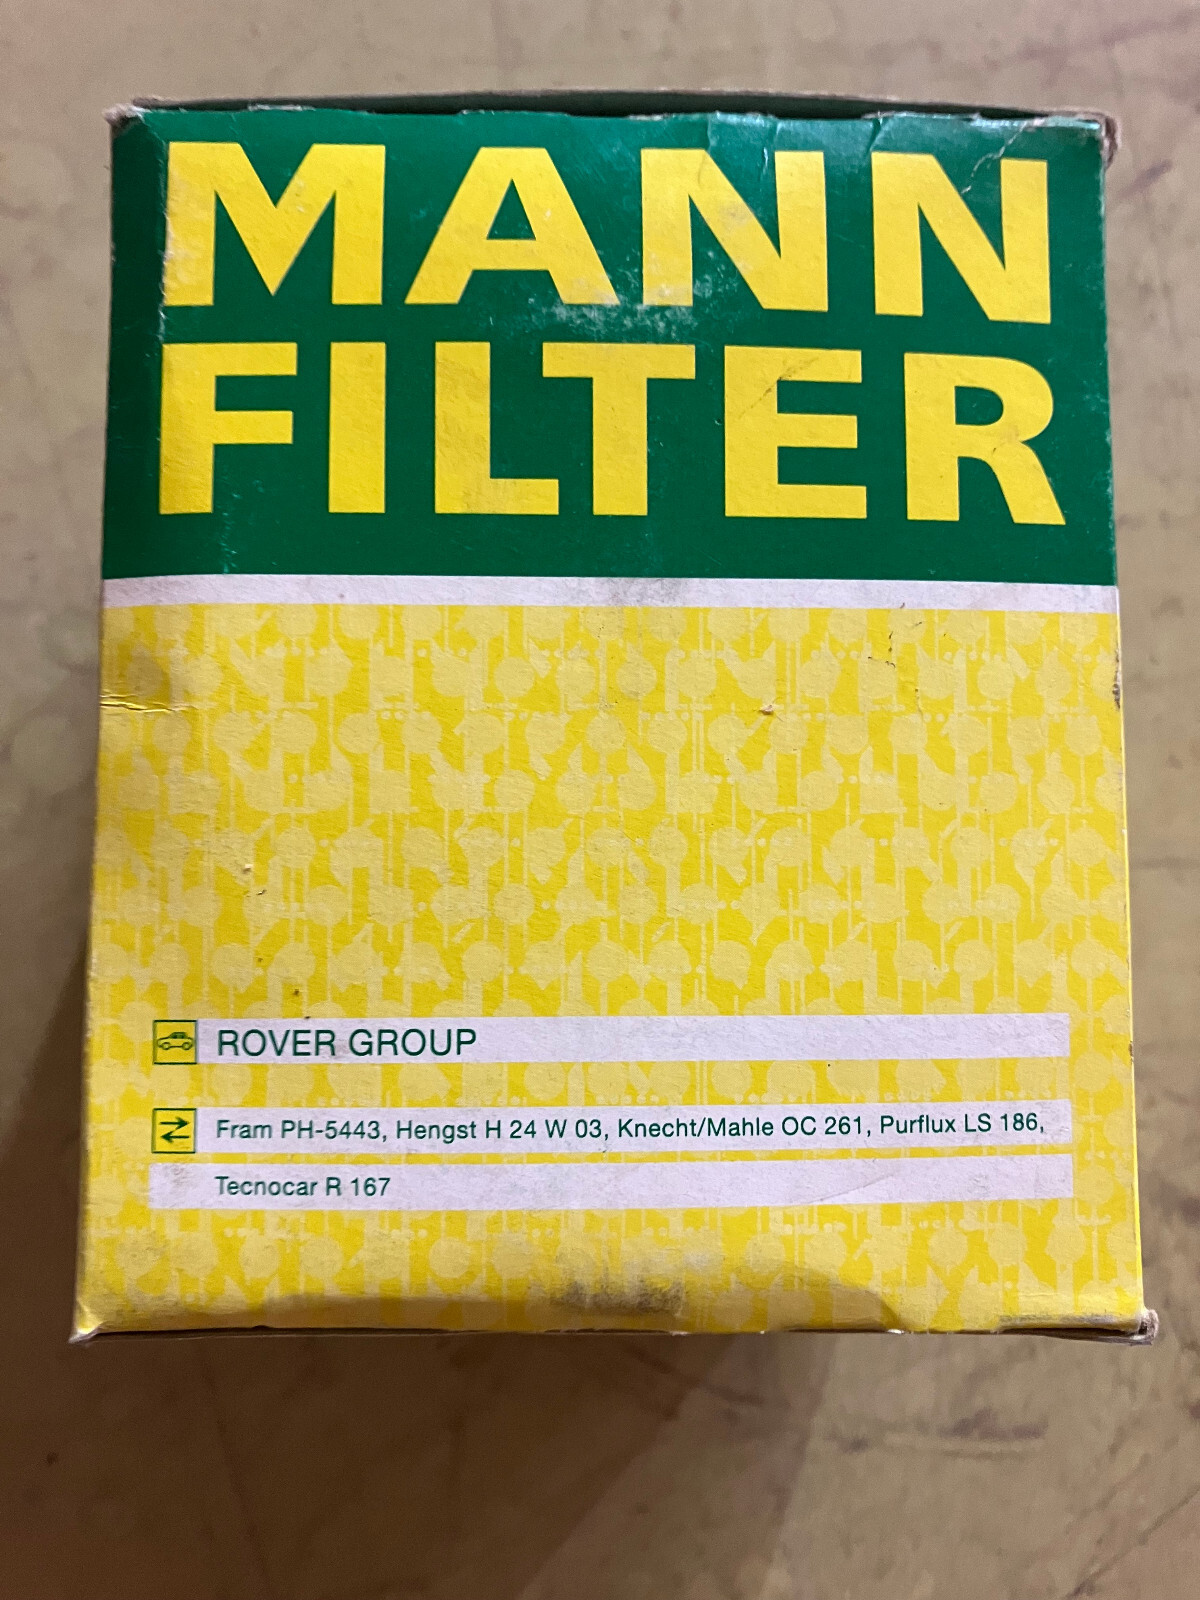 MANN
FILTER
ROVER GROUP
Fram PH-5443, Hengst H 24 W 03, Knecht/Mahle OC 261, Purflux LS 186,
Tecnocar R 167